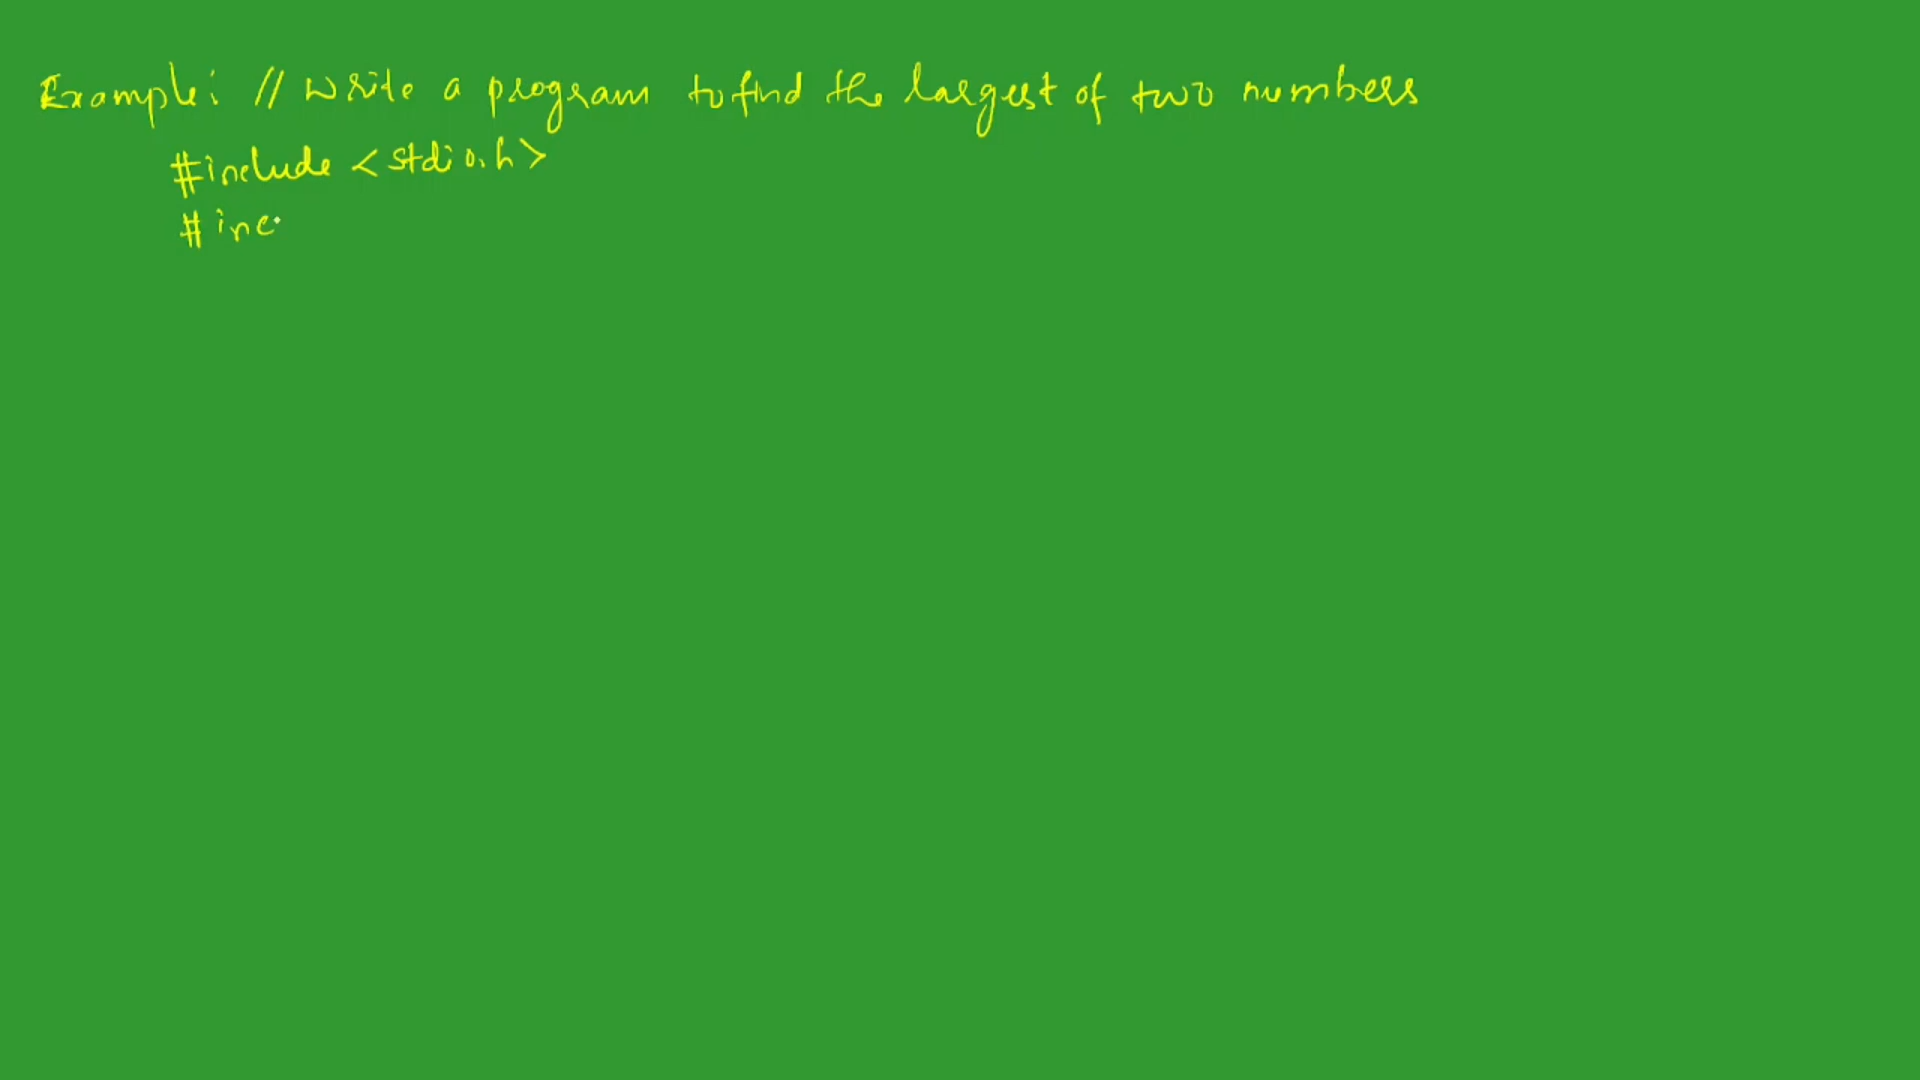 Example: // write a program to find the largest of two numbers
#include <stdio.h>
#inc